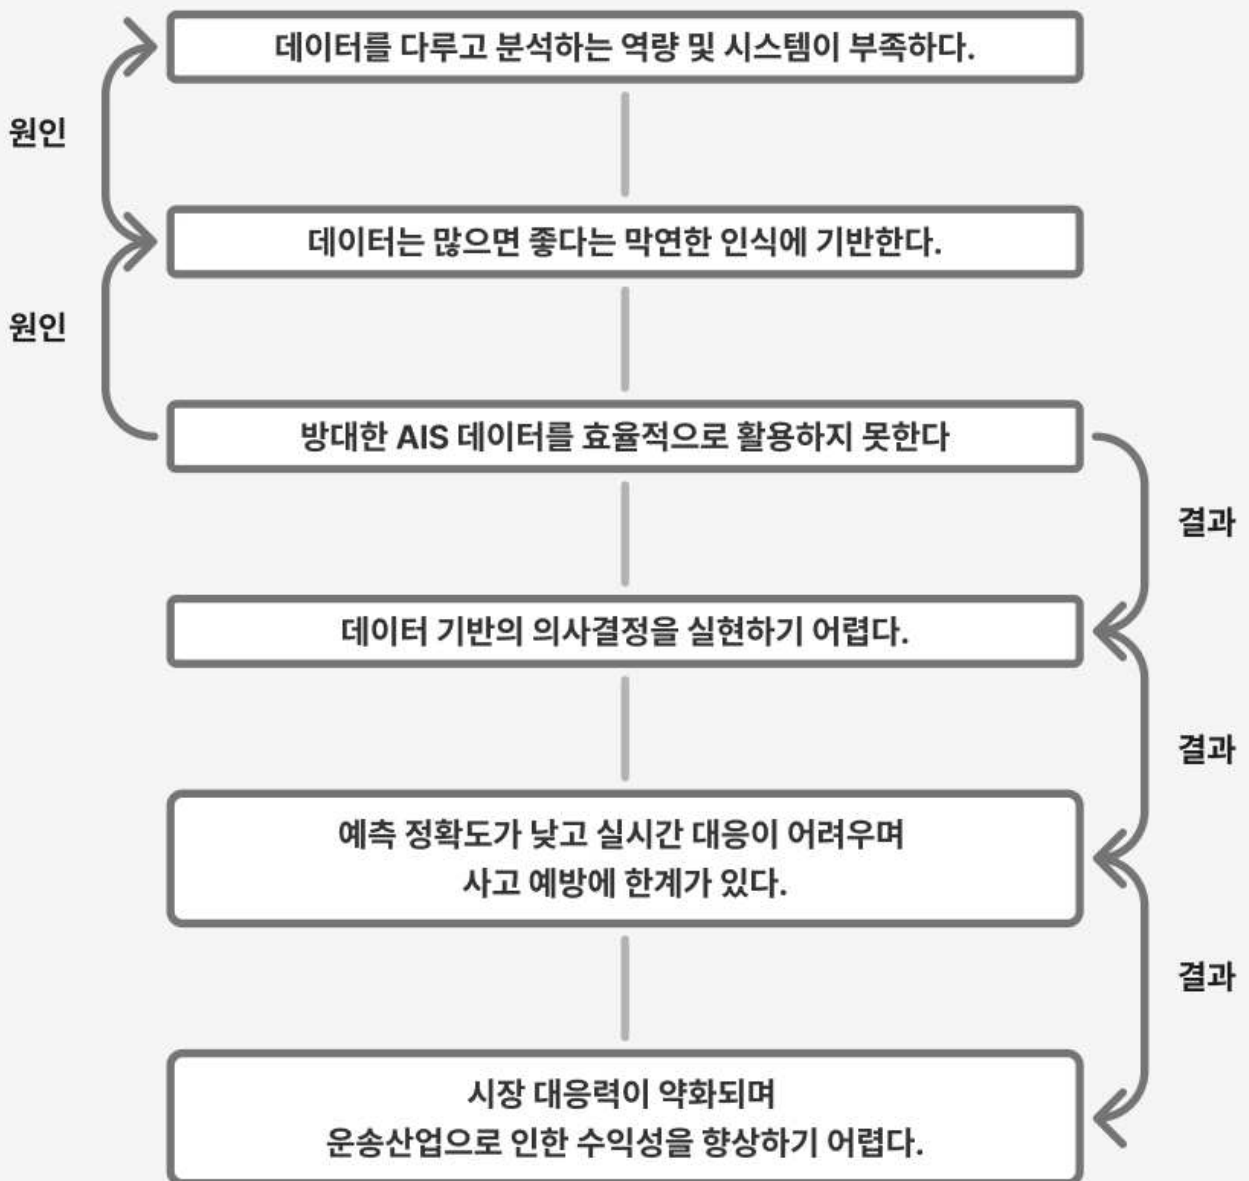 데이터를 다루고 분석하는 역량 및 시스템이 부족하다.
원인
데이터는 많으면 좋다는 막연한 인식에 기반한다.
원인
방대한 AIS 데이터를 효율적으로 활용하지 못한다
결과
데이터 기반의 의사결정을 실현하기 어렵다.
결과
예측 정확도가 낮고 실시간 대응이 어려우며
사고 예방에 한계가 있다.
결과
시장 대응력이 약화되며
운송산업으로 인한 수익성을 향상하기 어렵다.